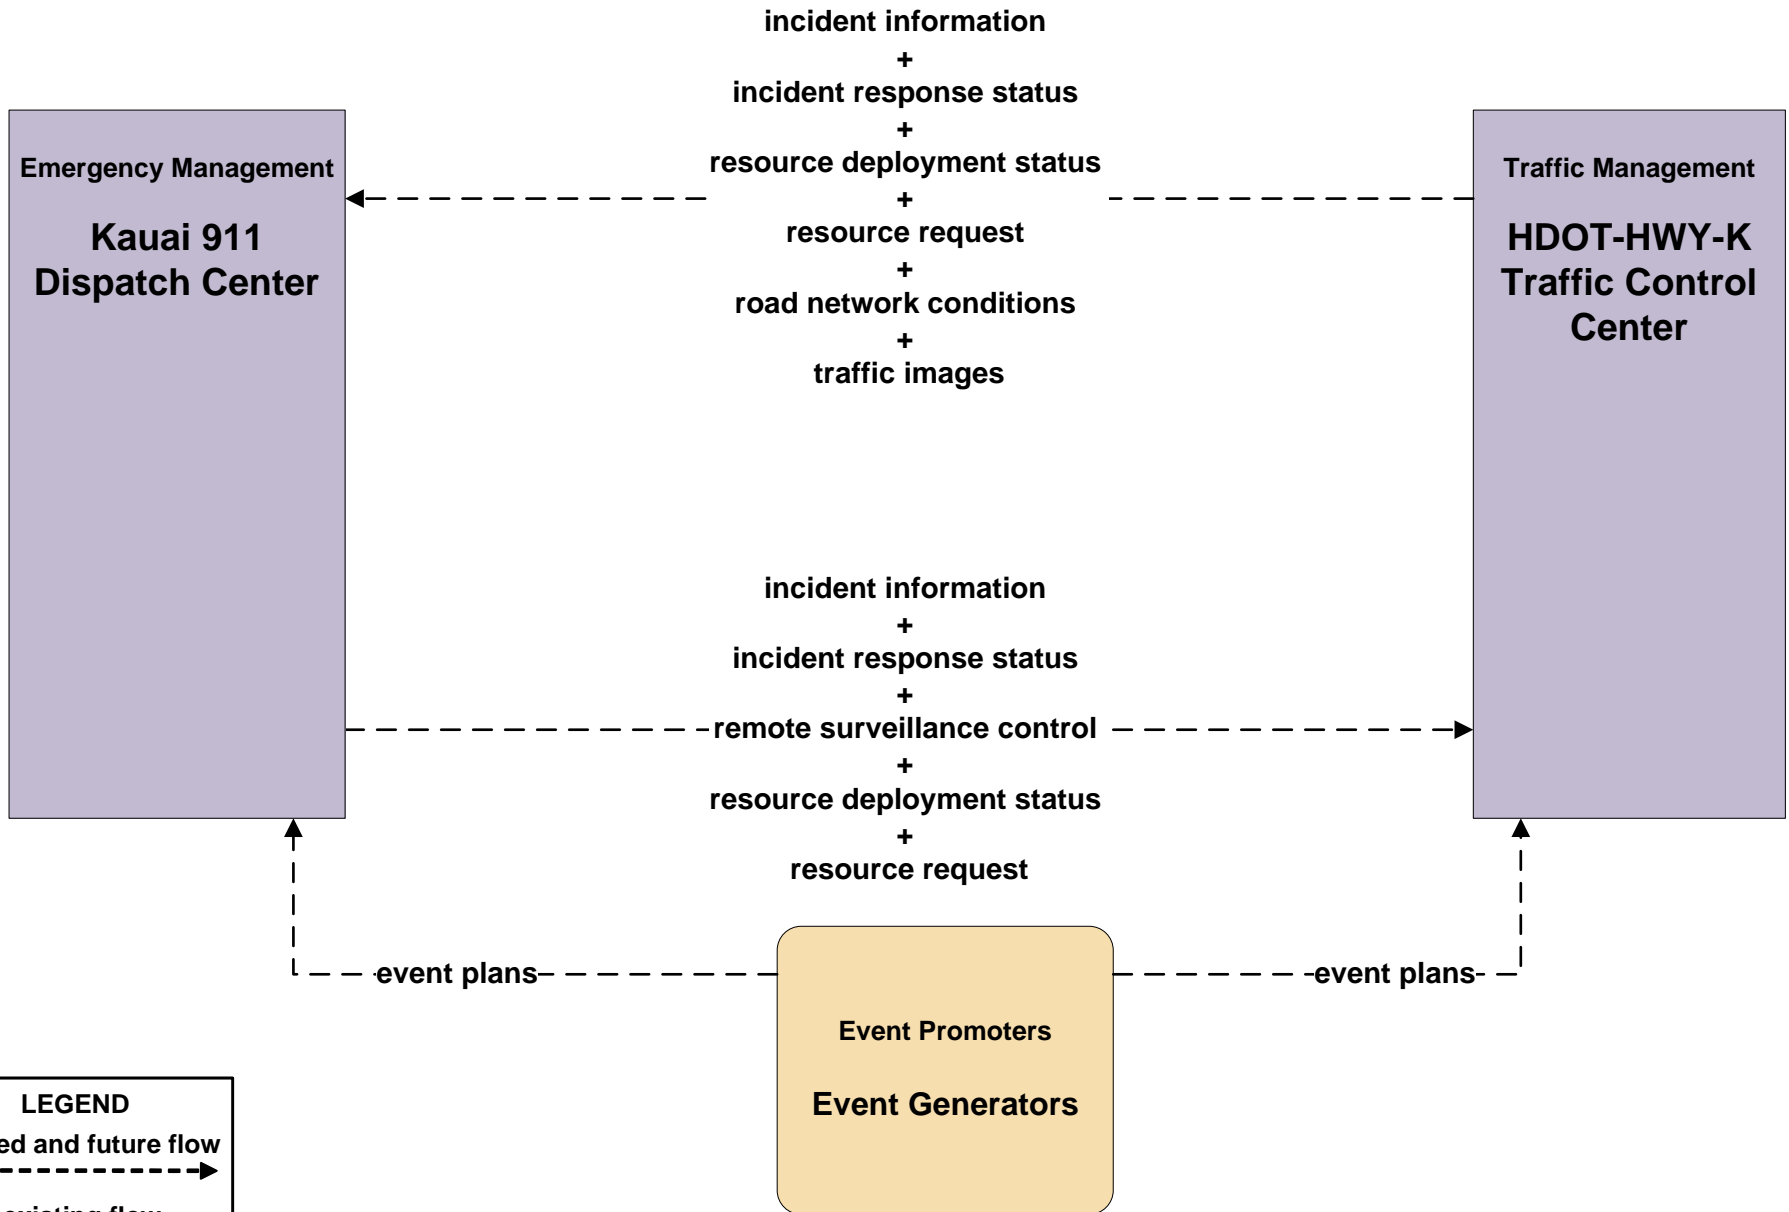 incident information
+
incident response status
+
resource deployment status
+
resource request
+
road network conditions
+
traffic images
Emergency Management
Kauai 911
Dispatch Center
Traffic Management
HDOT-HWY-K
Traffic Control
Center
incident information
+
incident response status
+
remote surveillance control
+
resource deployment status
+
resource request
event plans
event plans
Event Promoters
Event Generators
LEGEND
and future flow
existing flow